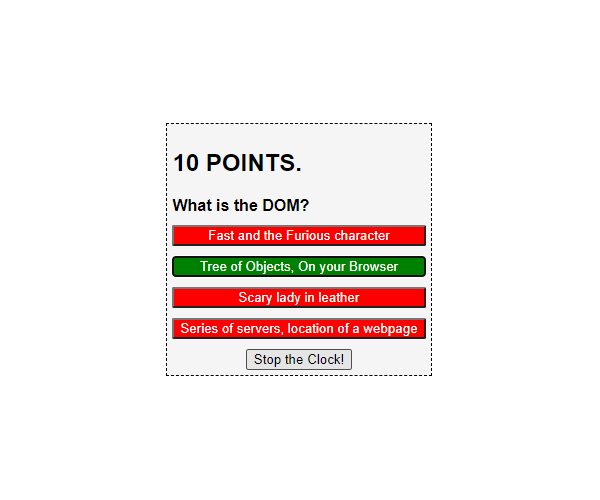 10 POINTS.
What is the DOM?
Fast and the Furious character
Tree of Objects, On your Browser
Scary lady in leather
Series of servers, location of a webpage
Stop the Clock!